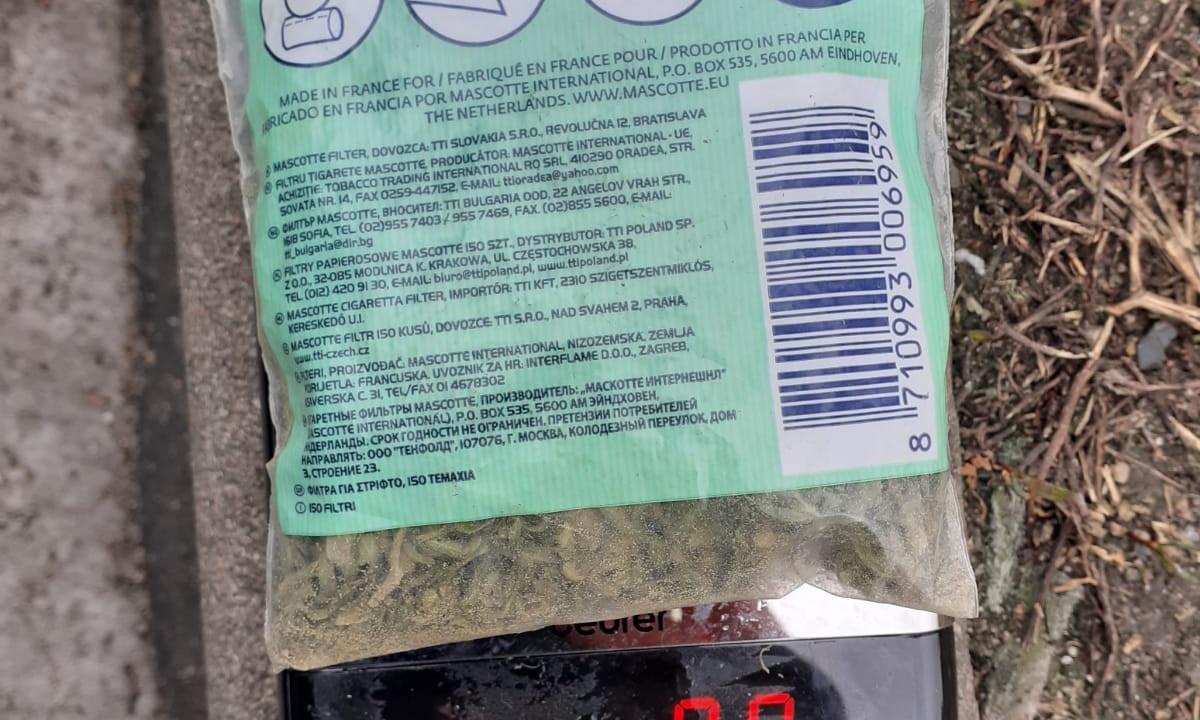 MADE IN FRANCE FOR / FABRIQUÉ EN FRANCE POUR / PRODOTTO IN FRANCIA PER
BRICADO EN FRANCIA POR MASCOTTE INTERNATIONAL, P.O. BOX 535, 5600 AM EINDHOVEN,
THE NETHERLANDS. WWW.MASCOTTE.EU
MASCOTTE FILTER, DOVOZCA: TTI SLOVAKIA S.R.O., REVOLUČNA 12, BRATISLAVA
FILTRU TIGARETE MASCOTTE, PRODUCĂTOR: MASCOTTE INTERNATIONAL - UE,
ACHIZIŢIE: TOBACCO TRADING INTERNATIONAL RO SRL, 410290 ORADEA, STR.
SOVATA NR. 14, FAX 0259-447152, E-MAIL: ttioradea@yahoo.com
ФИЛТЪР MASCOTTE, ВНОСИТЕЛ: TTI BULGARIA OOD, 22 ANGELOV VRAH STR.,
1618 SOFIA, TEL (02)955 7403 / 955 7469, FAX. (02)855 5600, E-MAIL:
tti_bulgaria@dir.bg
FILTRY PAPIEROSOWE MASCOTTE 150 SZT., DYSTRYBUTOR: TTI POLAND SP.
Z O.O., 32-085 MODLNICA K. KRAKOWA, UL. CZĘSTOCHOWSKA 38,
TEL (012) 420 91 30, E-MAIL: biuro@ttipoland.pl, www.ttipoland.pl
MASCOTTE CIGARETTA FILTER, IMPORTŐR: TTI KFT, 2310 SZIGETSZENTMIKLÓS,
KERESKEDŐ U.1.
MASCOTTE FILTR 150 KUSŮ, DOVOZCE: TTI S.R.O., NAD SVAHEM 2, PRAHA,
www.tti-czech.cz
FILTERI, PROIZVOĐAČ: MASCOTTE INTERNATIONAL, NIZOZEMSKA. ZEMLJA
PORIJETLA: FRANCUSKA. UVOZNIK ZA HR: INTERFLAME D.O.O., ZAGREB,
SIVERSKA C. 31, TEL/FAX 01 4678302
ГАРЕТНЫЕ ФИЛЬТРЫ MASCOTTE, ПРОИЗВОДИТЕЛЬ: „МАСКОТТЕ ИНТЕРНЕШНЛ"
MASCOTTE INTERNATIONAL), P.O. BOX 535, 5600 AM ЭЙНДХОВЕН,
НИДЕРЛАНДЫ. СРОК ГОДНОСТИ НЕ ОГРАНИЧЕН. ПРЕТЕНЗИИ ПОТРЕБИТЕЛЕЙ
НАПРАВЛЯТЬ: ООО "ТЕНФОЛД", 107076, Г. МОСКВА, КОЛОДЕЗНЫЙ ПЕРЕУЛОК, ДОМ
3, СТРОЕНИЕ 23.
ΦΙΛΤΡΑ ΓΙΑ ΣΤΡΙΦΤΟ, 150 ΤΕΜΑΧΙΑ
150 FILTRI
8 710993 006959
beurer